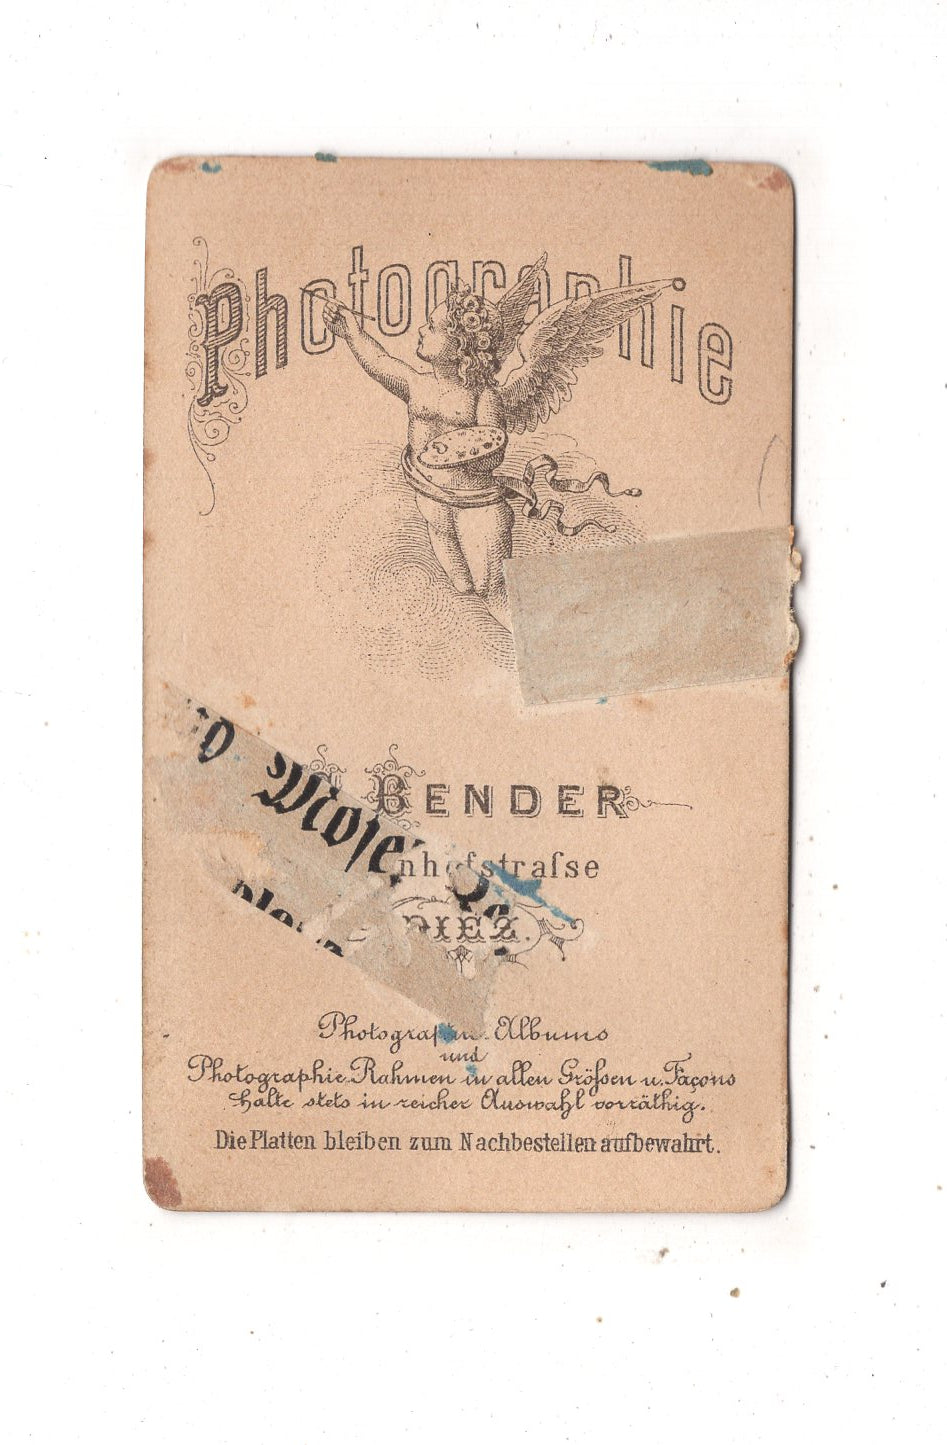 Photographie
BENDER
nhofstraſse
DIEZ.
Photographie-Albums
und
Photographie-Rahmen in allen Größen u. Façons
halte stets in reicher Auswahl vorräthig.
Die Platten bleiben zum Nachbestellen aufbewahrt.